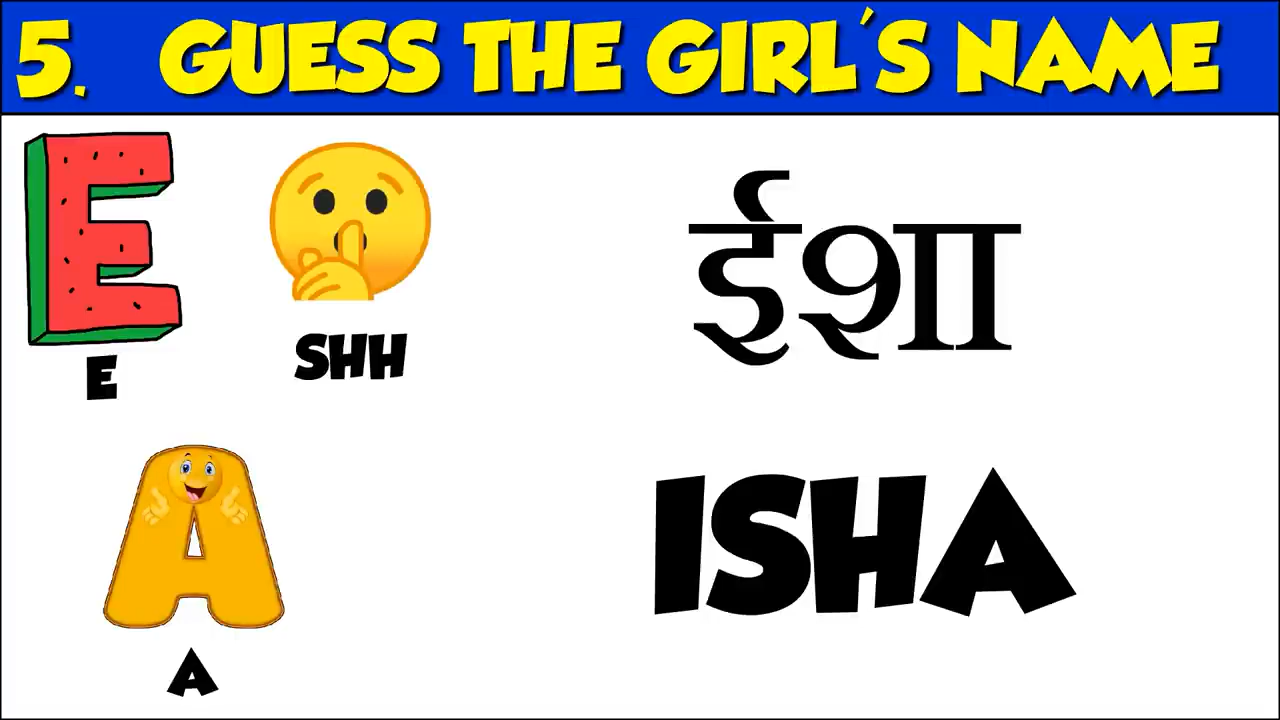 5. GUESS THE GIRL'S NAME
E SHH
A
ईशा
ISHA